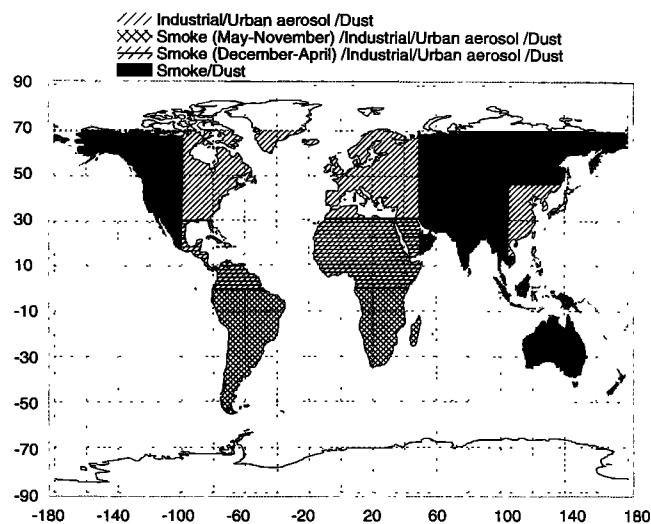 Industrial/Urban aerosol /Dust
Smoke (May-November) /Industrial/Urban aerosol /Dust
Smoke (December-April) /Industrial/Urban aerosol /Dust
Smoke/Dust
90
70
50
30
10
-10
-30
-50
-70
-90
-180 -140 -100 -60 -20 20 60 100 140 180